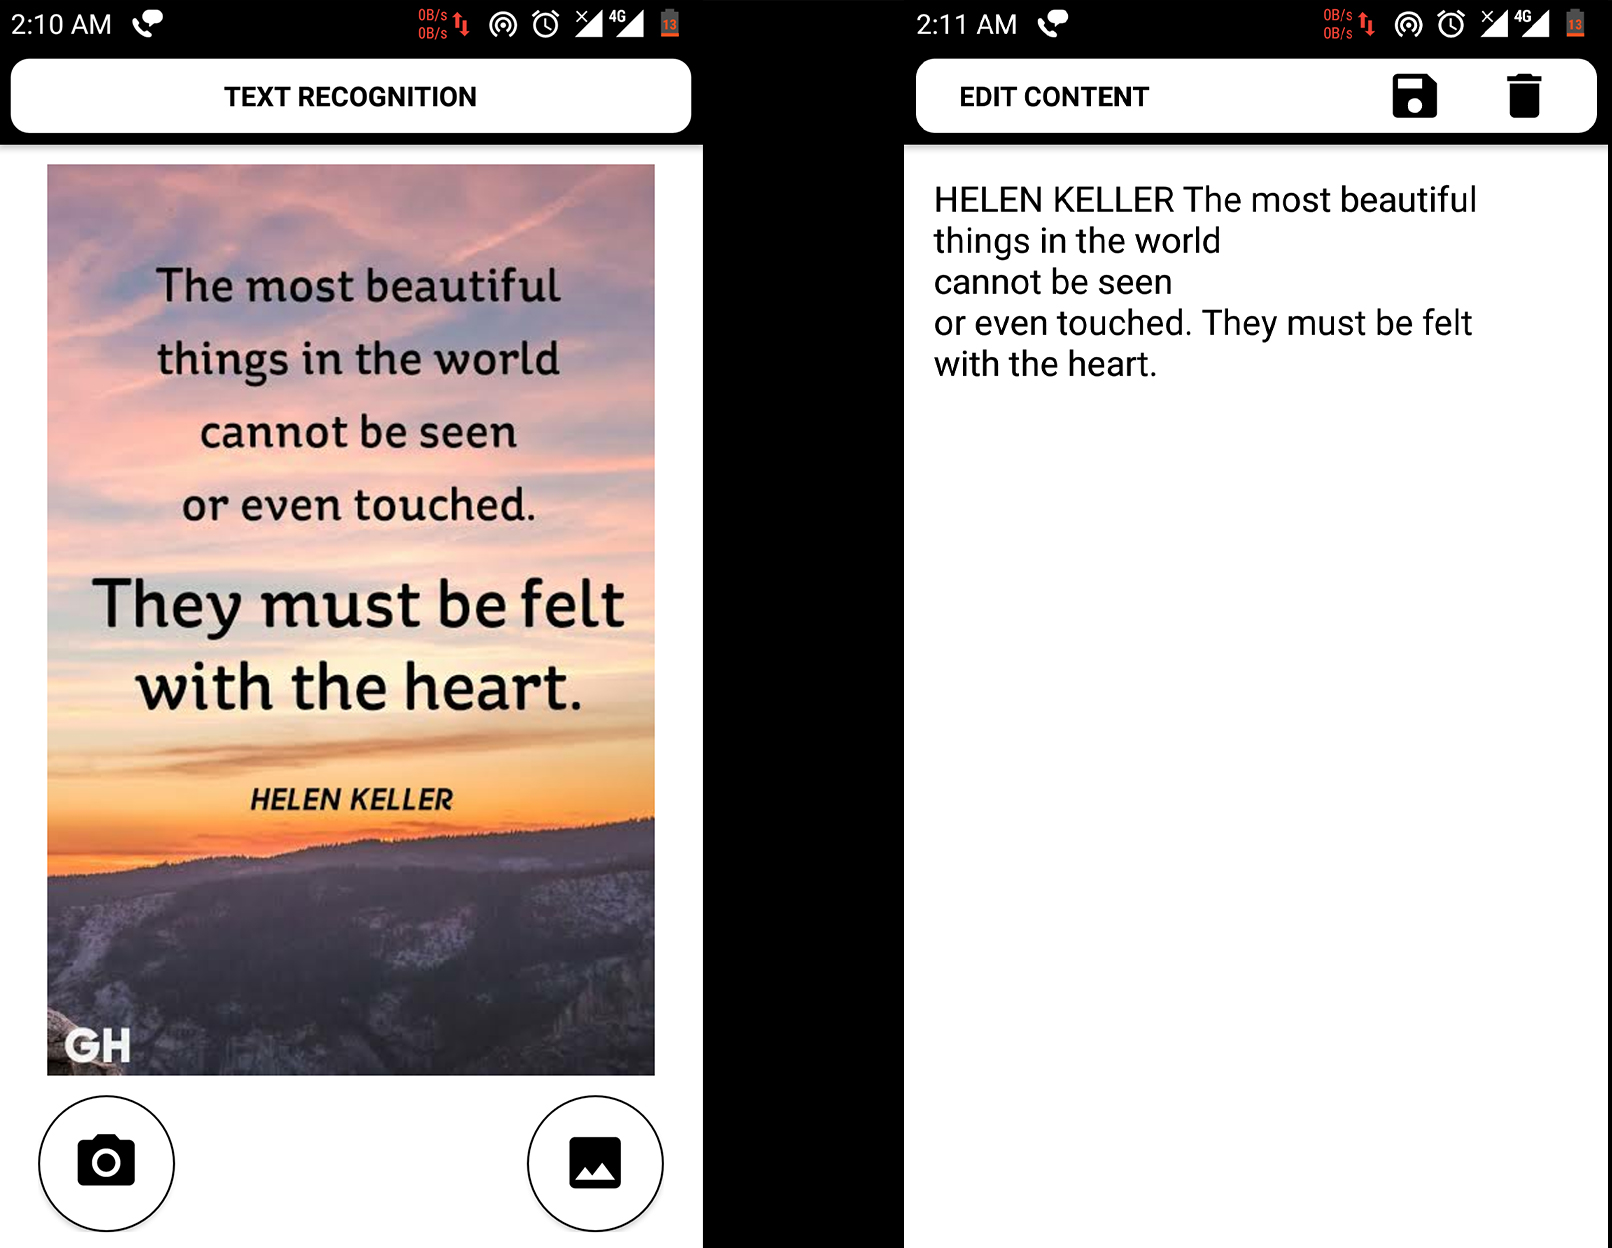 2:10 AM
0B/s
0B/s
4G
13
TEXT RECOGNITION
The most beautiful
things in the world
cannot be seen
or even touched.
They must be felt
with the heart.
HELEN KELLER
GH
2:11 AM
0B/s
0B/s
4G
13
EDIT CONTENT
HELEN KELLER The most beautiful
things in the world
cannot be seen
or even touched. They must be felt
with the heart.